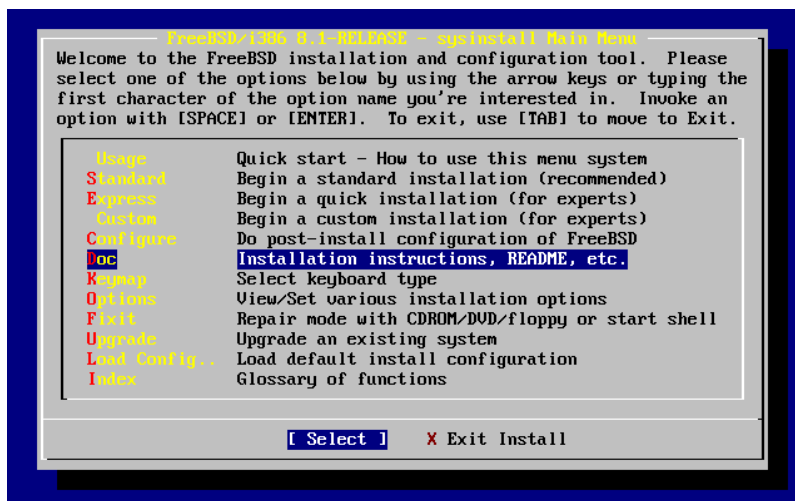 FreeBSD/i386 8.1-RELEASE - sysinstall Main Menu
Welcome to the FreeBSD installation and configuration tool.  Please
select one of the options below by using the arrow keys or typing the
first character of the option name you're interested in.  Invoke an
option with [SPACE] or [ENTER].  To exit, use [TAB] to move to Exit.
Usage Quick start - How to use this menu system
Standard Begin a standard installation (recommended)
Express Begin a quick installation (for experts)
Custom Begin a custom installation (for experts)
Configure Do post-install configuration of FreeBSD
Doc Installation instructions, README, etc.
Keymap Select keyboard type
Options View/Set various installation options
Fixit Repair mode with CDROM/DVD/floppy or start shell
Upgrade Upgrade an existing system
Load Config.. Load default install configuration
Index Glossary of functions
[ Select ] X Exit Install